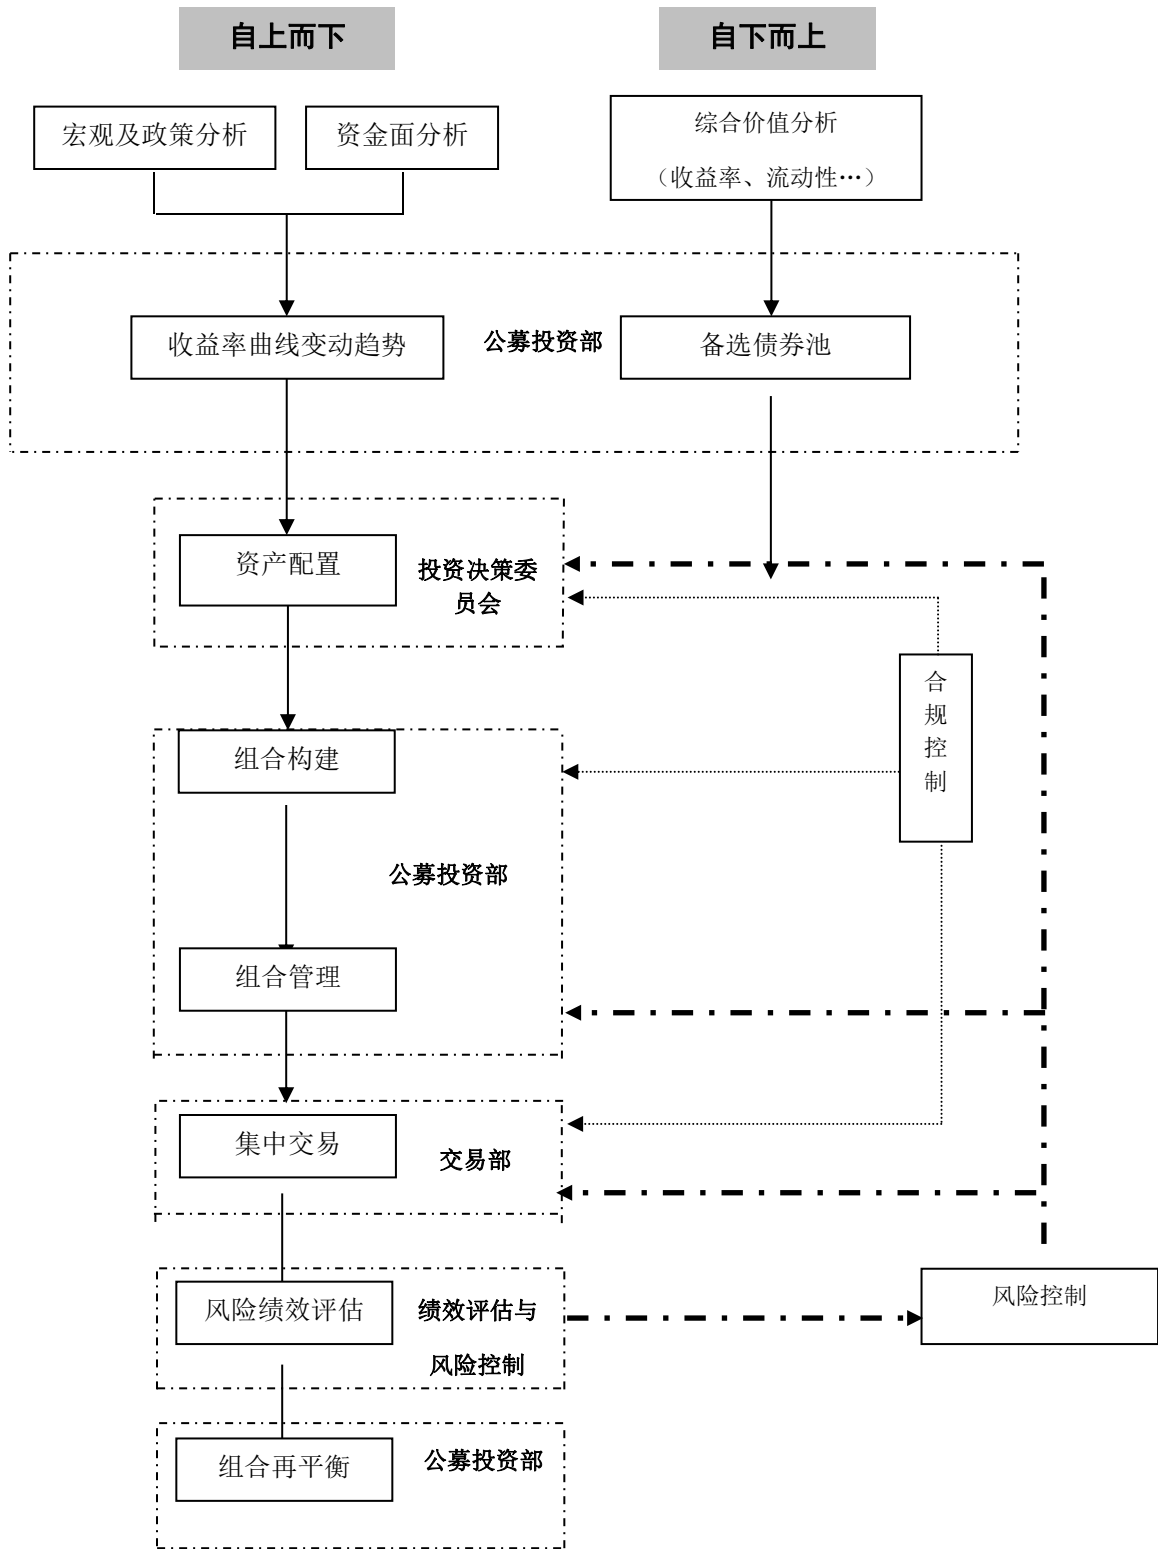 自上而下
自下而上
宏观及政策分析
资金面分析
综合价值分析
（收益率、流动性…）
收益率曲线变动趋势
公募投资部
备选债券池
资产配置
投资决策委
员会
合
规
控
制
组合构建
公募投资部
组合管理
集中交易
交易部
风险绩效评估
绩效评估与
风险控制
风险控制
组合再平衡
公募投资部